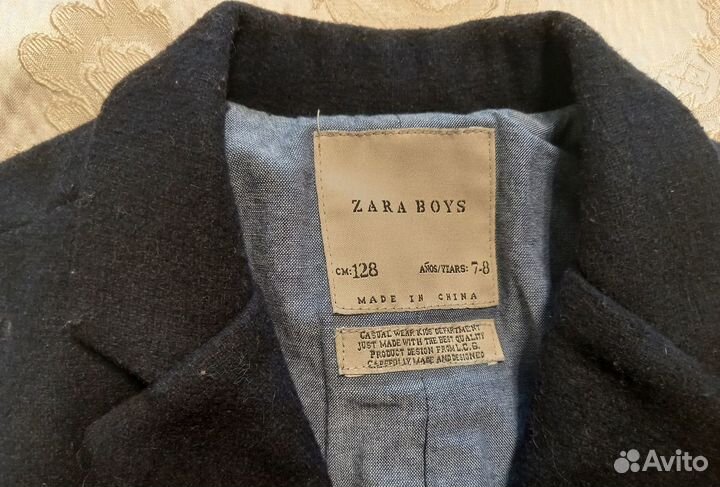 ZARA BOYS
CM: 128 AÑOS/YEARS: 7-8
MADE IN CHINA
CASUAL WEAR KIDS' DEPARTMENT
JUST MADE WITH THE BEST QUALITY
PRODUCT DESIGN FROM L.C.G.
CAREFULLY MADE AND DESIGNED
Avito